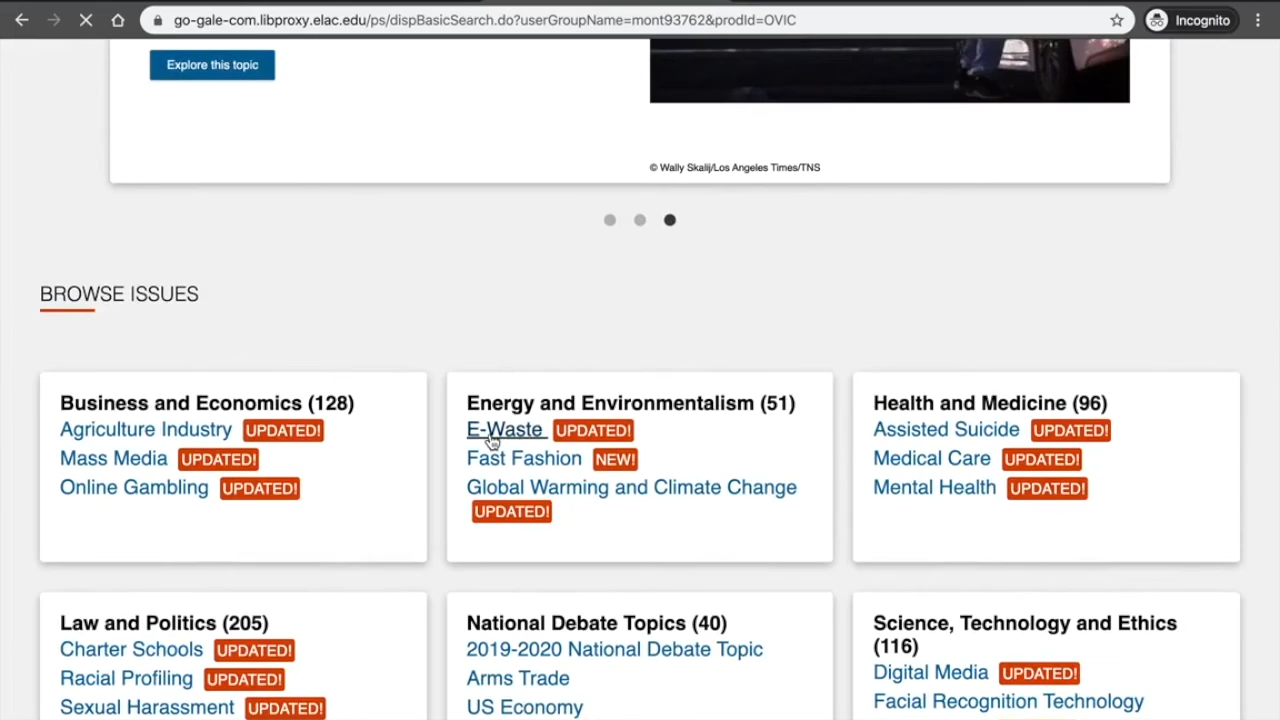 go-gale-com.libproxy.elac.edu/ps/dispBasicSearch.do?userGroupName=mont93762&prodId=OVIC
Incognito
Explore this topic
© Wally Skalij/Los Angeles Times/TNS
BROWSE ISSUES
Business and Economics (128)
Agriculture Industry UPDATED!
Mass Media UPDATED!
Online Gambling UPDATED!
Energy and Environmentalism (51)
E-Waste UPDATED!
Fast Fashion NEW!
Global Warming and Climate Change
UPDATED!
Health and Medicine (96)
Assisted Suicide UPDATED!
Medical Care UPDATED!
Mental Health UPDATED!
Law and Politics (205)
Charter Schools UPDATED!
Racial Profiling UPDATED!
Sexual Harassment UPDATED!
National Debate Topics (40)
2019-2020 National Debate Topic
Arms Trade
US Economy
Science, Technology and Ethics
(116)
Digital Media UPDATED!
Facial Recognition Technology